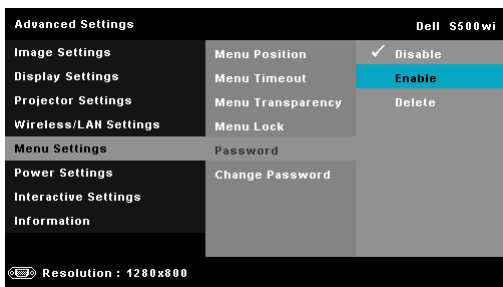 Advanced Settings Dell S500wi
Image Settings
Display Settings
Projector Settings
Wireless/LAN Settings
Menu Settings
Power Settings
Interactive Settings
Information
Menu Position
Menu Timeout
Menu Transparency
Menu Lock
Password
Change Password
Disable
Enable
Delete
Resolution : 1280x800